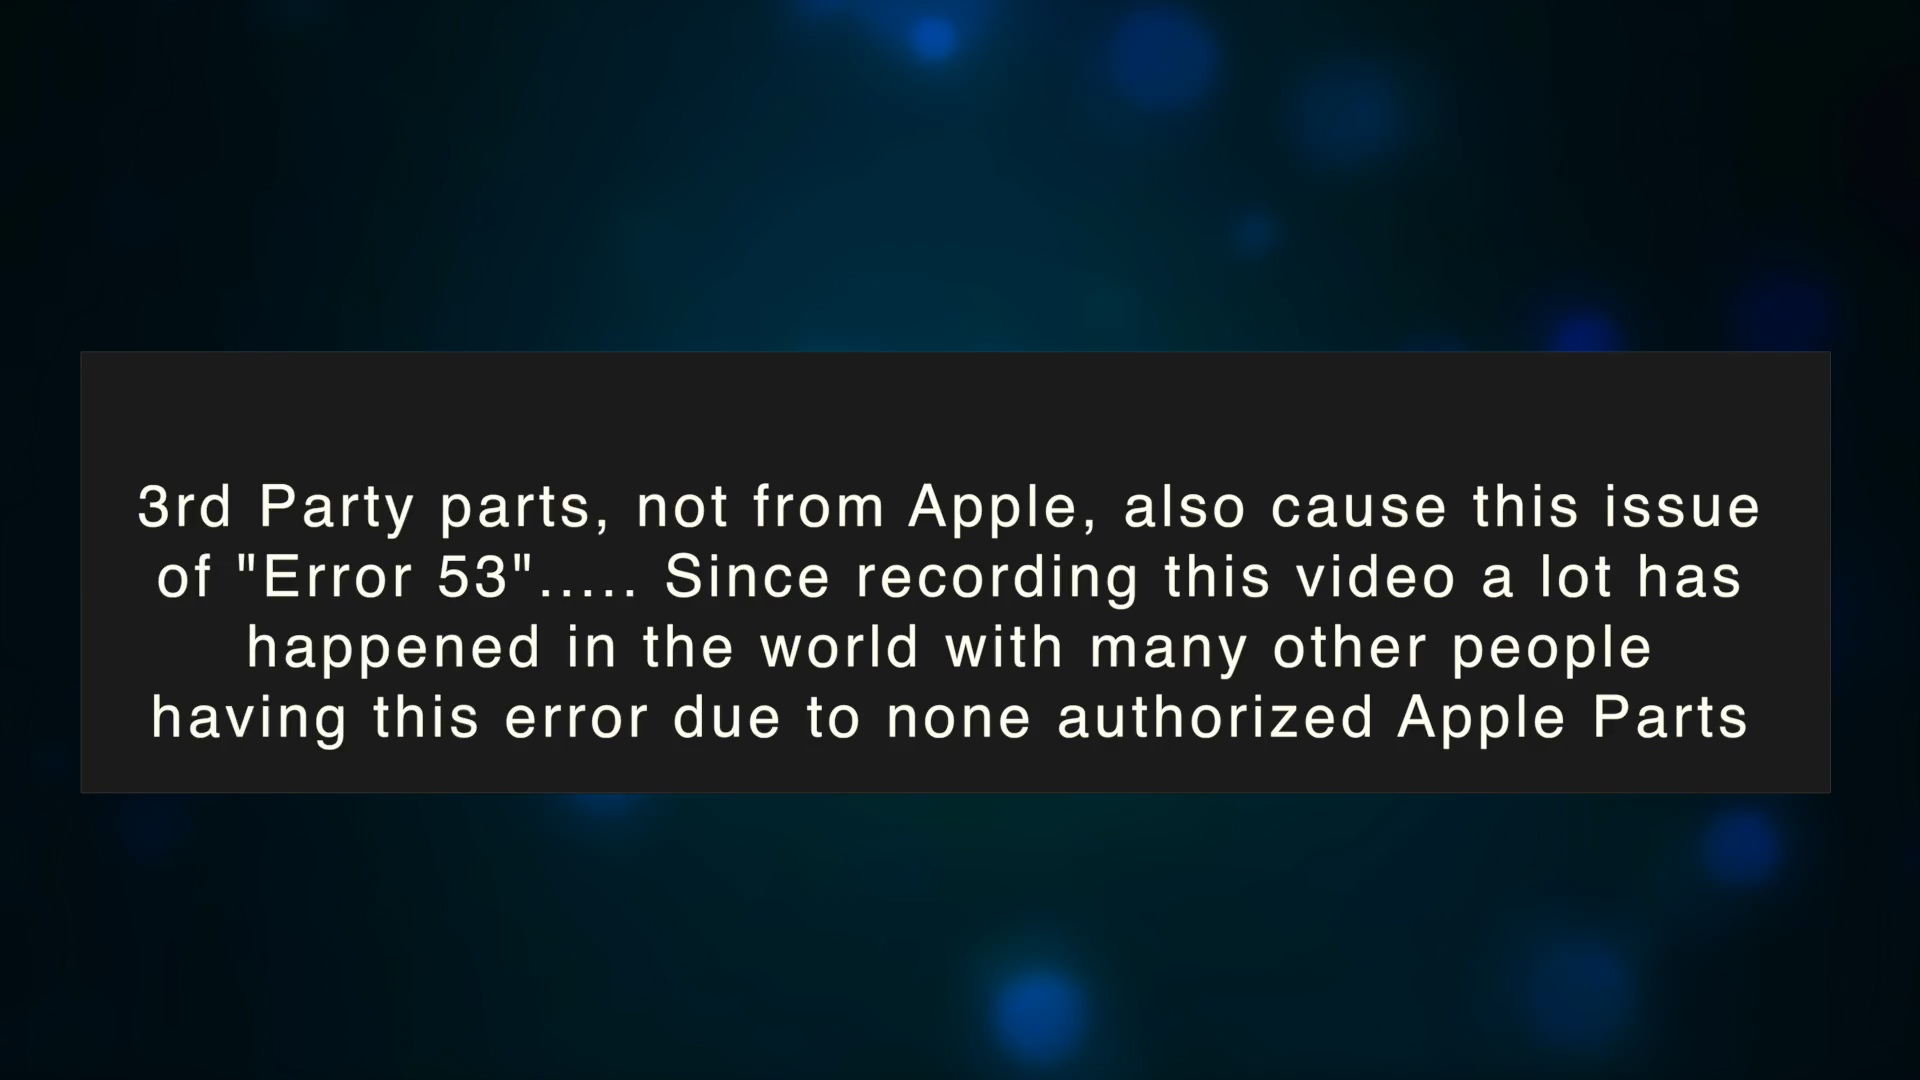 3rd Party parts, not from Apple, also cause this issue
of "Error 53"..... Since recording this video a lot has
happened in the world with many other people
having this error due to none authorized Apple Parts